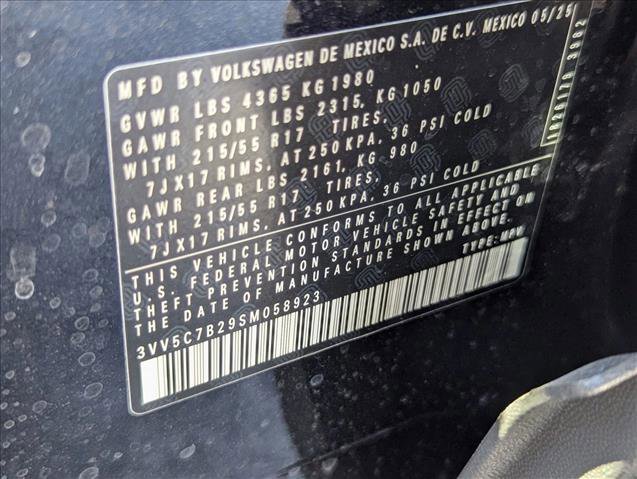 MFD BY VOLKSWAGEN DE MEXICO S.A. DE C.V. MEXICO 05/25
GVWR LBS 4365 KG 1980
GAWR FRONT LBS 2315, KG 1050
WITH 215/55 R17 TIRES,
7JX17 RIMS, AT 250 KPA, 36 PSI COLD
GAWR REAR LBS 2161, KG 980
WITH 215/55 R17 TIRES,
7JX17 RIMS, AT 250 KPA, 36 PSI COLD
THIS VEHICLE CONFORMS TO ALL APPLICABLE
U.S. FEDERAL MOTOR VEHICLE SAFETY AND
THEFT PREVENTION STANDARDS IN EFFECT ON
THE DATE OF MANUFACTURE SHOWN ABOVE.
3VV5C7B29SM058923 TYPE: MPV